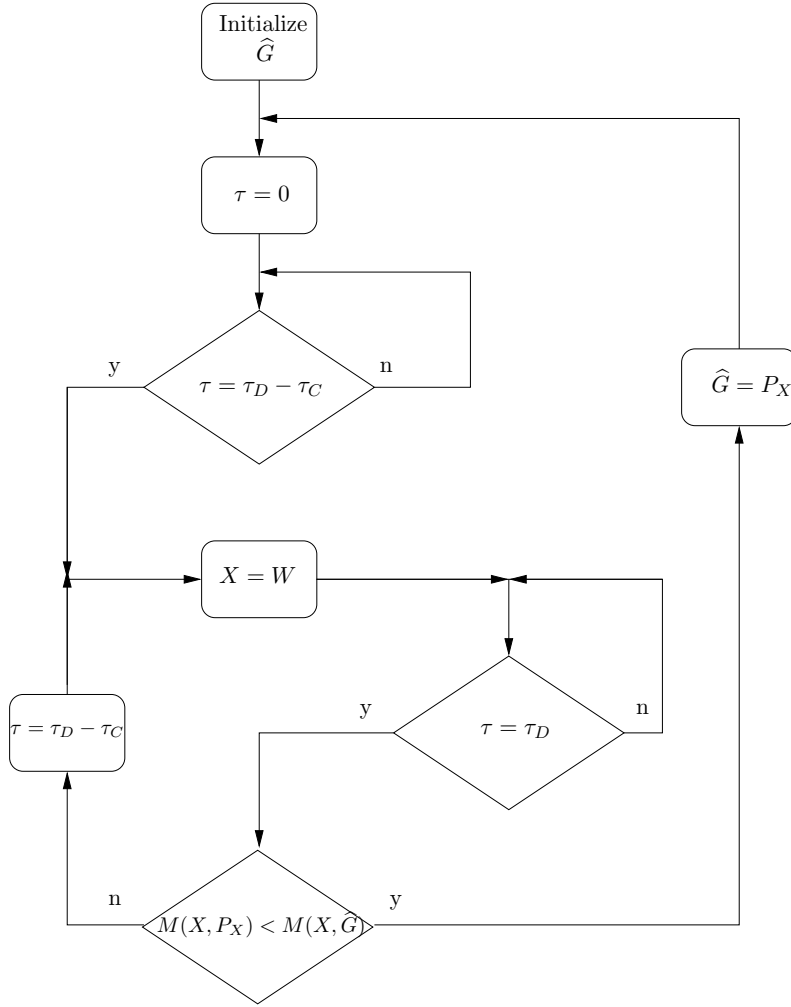 Initialize
Ĝ
τ = 0
y
n
τ = τ_D − τ_C
Ĝ = P_X
X = W
τ = τ_D − τ_C
y
n
τ = τ_D
n
y
M(X, P_X) < M(X, Ĝ)